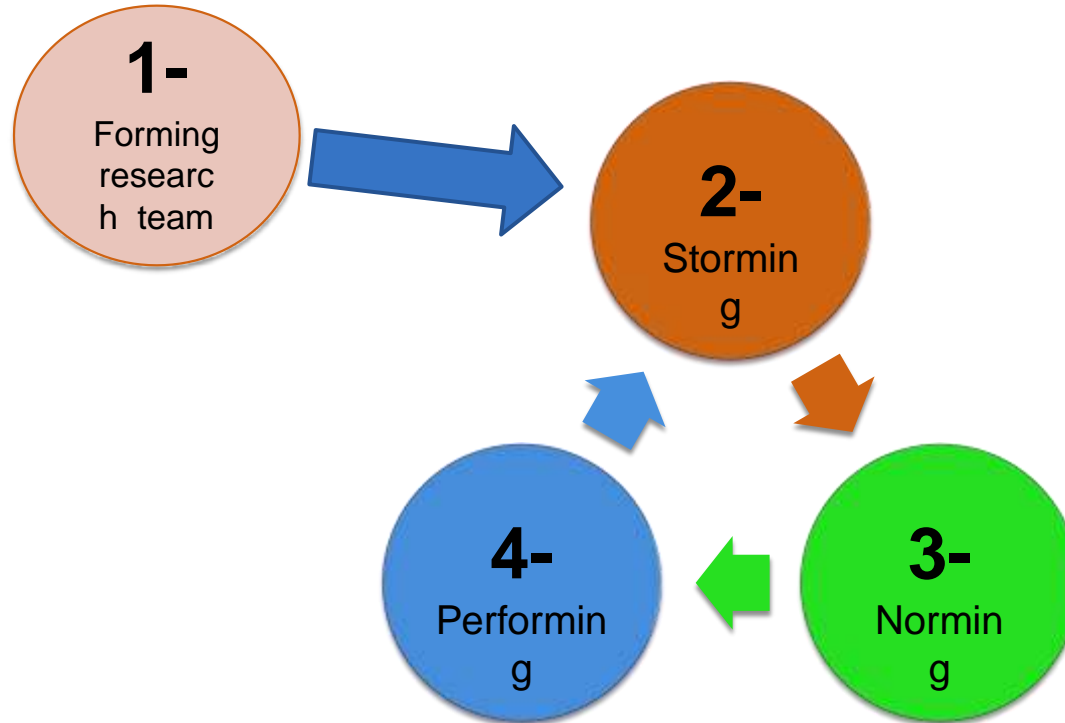 1-
Forming
researc
h team
2-
Stormin
g
3-
Normin
g
4-
Performin
g